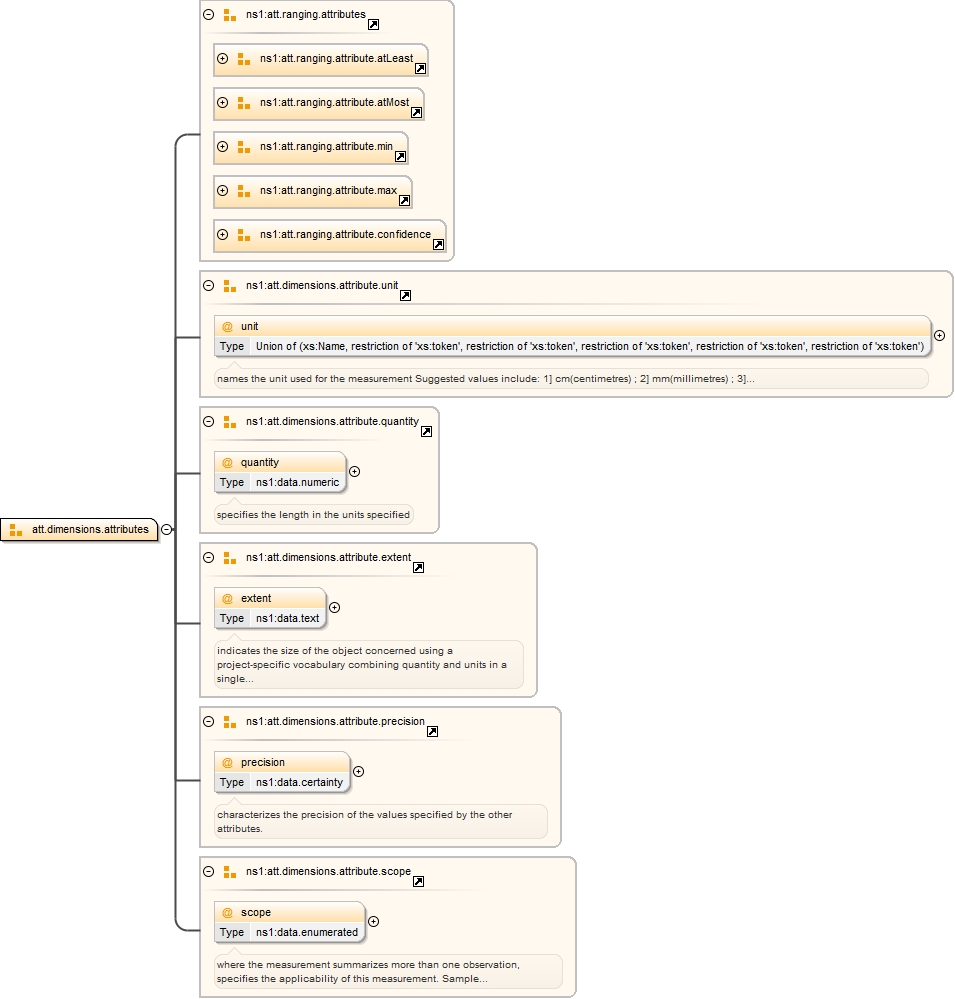 ns1:att.ranging.attributes
ns1:att.ranging.attribute.atLeast
ns1:att.ranging.attribute.atMost
ns1:att.ranging.attribute.min
ns1:att.ranging.attribute.max
ns1:att.ranging.attribute.confidence
ns1:att.dimensions.attribute.unit
@ unit
Type Union of (xs:Name, restriction of 'xs:token', restriction of 'xs:token', restriction of 'xs:token', restriction of 'xs:token', restriction of 'xs:token')
names the unit used for the measurement Suggested values include: 1] cm(centimetres) ; 2] mm(millimetres) ; 3]...
ns1:att.dimensions.attribute.quantity
@ quantity
Type ns1:data.numeric
specifies the length in the units specified
att.dimensions.attributes
ns1:att.dimensions.attribute.extent
@ extent
Type ns1:data.text
indicates the size of the object concerned using a
project-specific vocabulary combining quantity and units in a
single...
ns1:att.dimensions.attribute.precision
@ precision
Type ns1:data.certainty
characterizes the precision of the values specified by the other
attributes.
ns1:att.dimensions.attribute.scope
@ scope
Type ns1:data.enumerated
where the measurement summarizes more than one observation,
specifies the applicability of this measurement. Sample...